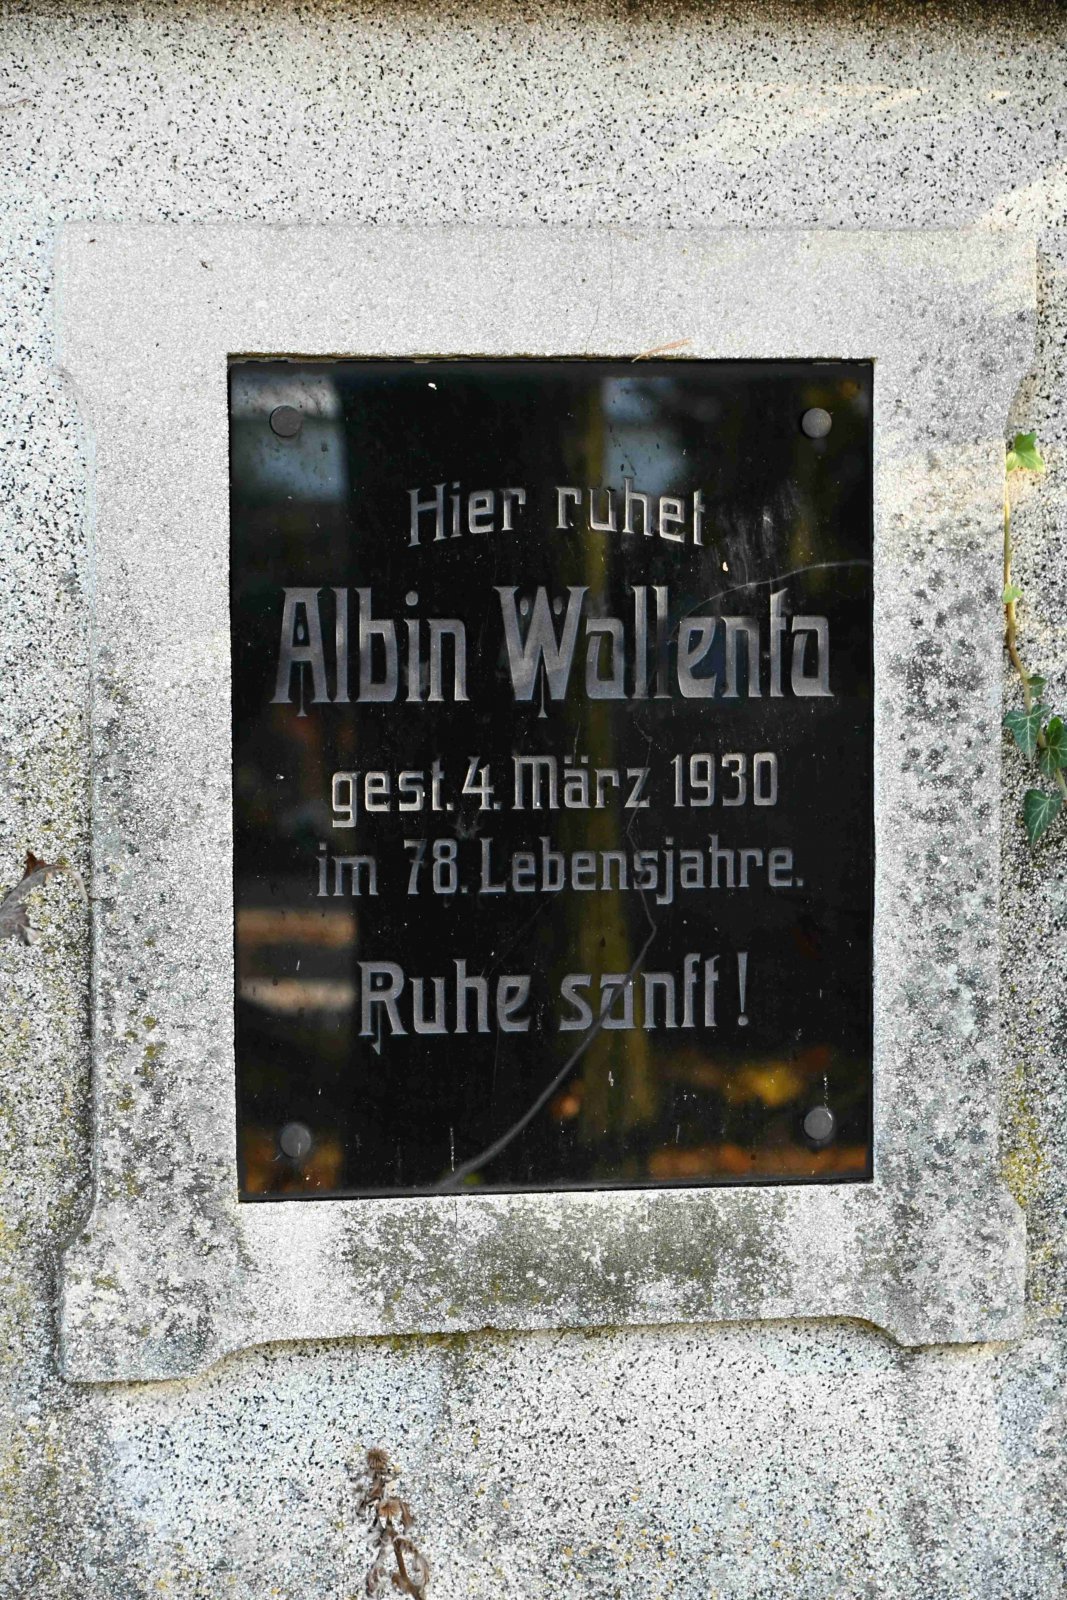 Hier ruhet
Albin Wallenta
gest. 4. März 1930
im 78. Lebensjahre.
Ruhe sanft!